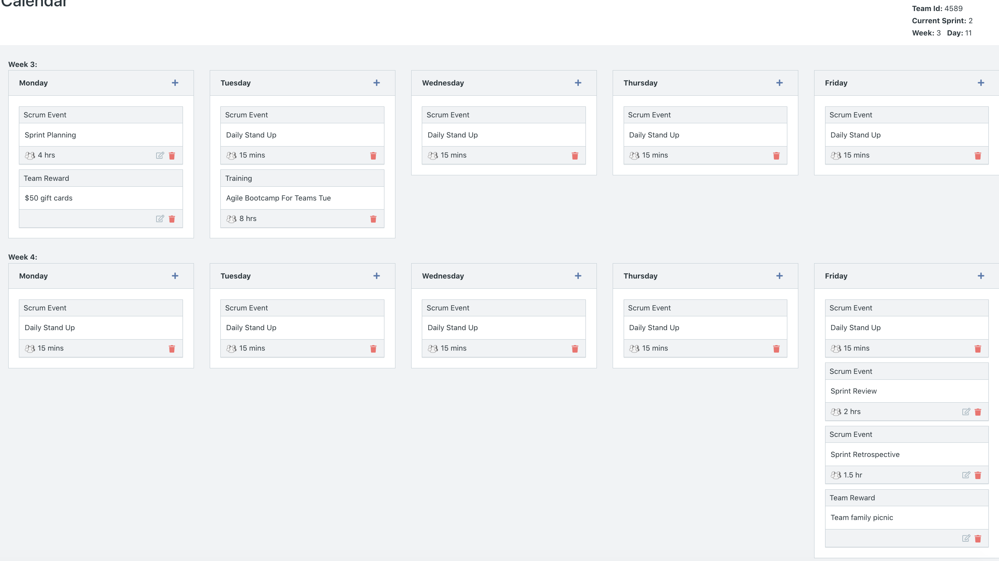 Calendar
Team Id: 4589
Current Sprint: 2
Week: 3 Day: 11
Week 3:
Monday
Scrum Event
Sprint Planning
4 hrs
Team Reward
$50 gift cards
Tuesday
Scrum Event
Daily Stand Up
15 mins
Training
Agile Bootcamp For Teams Tue
8 hrs
Wednesday
Scrum Event
Daily Stand Up
15 mins
Thursday
Scrum Event
Daily Stand Up
15 mins
Friday
Scrum Event
Daily Stand Up
15 mins
Week 4:
Monday
Scrum Event
Daily Stand Up
15 mins
Tuesday
Scrum Event
Daily Stand Up
15 mins
Wednesday
Scrum Event
Daily Stand Up
15 mins
Thursday
Scrum Event
Daily Stand Up
15 mins
Friday
Scrum Event
Daily Stand Up
15 mins
Scrum Event
Sprint Review
2 hrs
Scrum Event
Sprint Retrospective
1.5 hr
Team Reward
Team family picnic